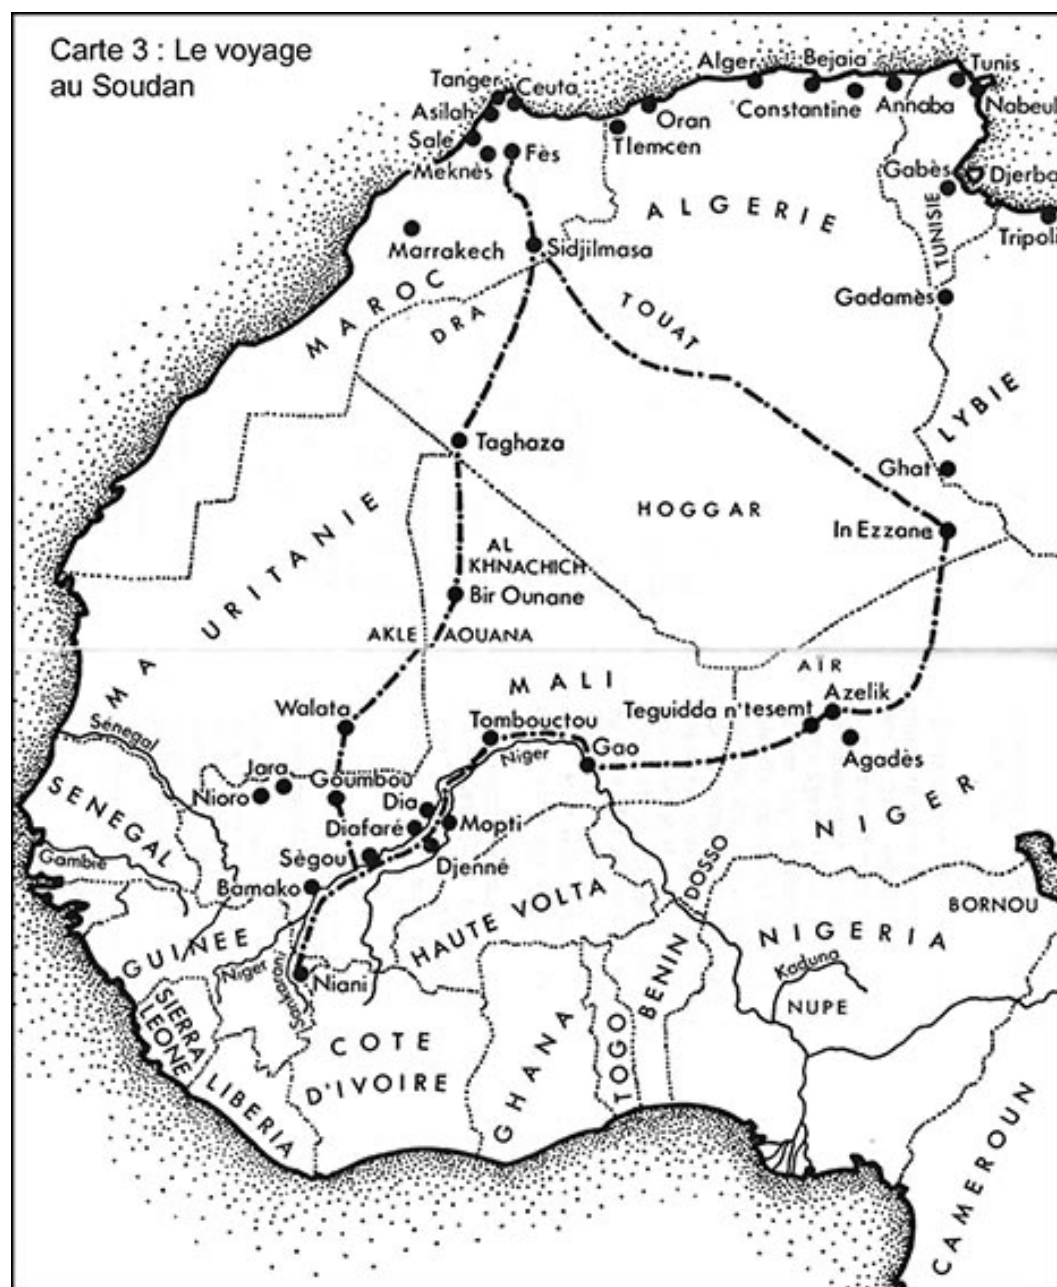 Carte 3 : Le voyage
au Soudan
Tanger
Ceuta
Asilah
Sale
Meknès
Fès
Marrakech
Alger
Bejaia
Tunis
Constantine
Annaba
Nabeul
Oran
Tlemcen
Gabès
Djerba
ALGERIE
TUNISIE
Tripoli
Sidjilmasa
Gadamès
MAROC
DRA
TOUAT
LYBIE
Taghaza
Ghat
HOGGAR
In Ezzane
AL
KHNACHICH
Bir Ounane
MAURITANIE
AKLE AOUANA
AÏR
MALI
Azelik
Walata
Tombouctou
Teguidda n'tesemt
Sénégal
Niger
Gao
Agadès
Jara
Goumbou
Nioro
Dia
SENEGAL
Diafaré
Mopti
NIGER
Sègou
Djenné
Gambie
Bamako
DOSSO
HAUTE VOLTA
BORNOU
GUINEE
NIGERIA
Niger
Niani
Sankarani
BENIN
Kaduna
NUPE
SIERRA
LEONE
COTE
D'IVOIRE
GHANA
TOGO
LIBERIA
CAMEROUN